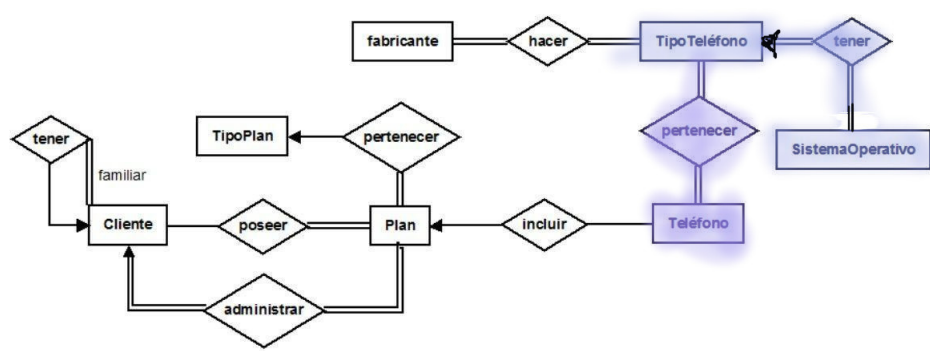 fabricante
hacer
TipoTeléfono
tener
tener
TipoPlan
pertenecer
pertenecer
SistemaOperativo
familiar
Cliente
poseer
Plan
incluir
Teléfono
administrar